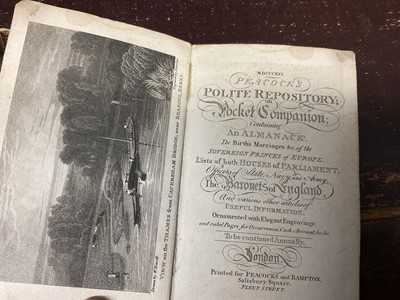 VIEW on the THAMES from CAVERSHAM BRIDGE, near READING, BERKS.
MDCCCXVI.
PEACOCK'S
POLITE REPOSITORY;
OR
Pocket Companion;
Containing
An ALMANACK.
The Births Marriages &c. of the
SOVEREIGN PRINCES of EUROPE.
Lists of both HOUSES of PARLIAMENT,
Officers of State, Navy, and Army,
The Baronets of England,
And various other articles of
USEFUL INFORMATION.
Ornamented with Elegant Engravings
and ruled Pages for Occurrences, Cash Account, &c. &c.
To be continued Annually.
London,
Printed for PEACOCKS and BAMPTON,
Salisbury Square,
FLEET STREET.